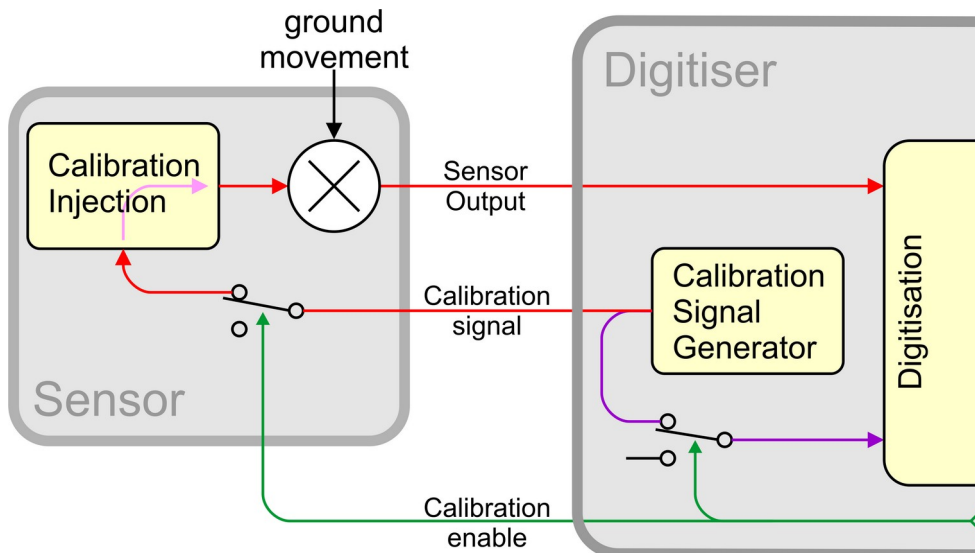 ground
movement
Digitiser
Calibration
Injection
Sensor
Output
Calibration
signal
Calibration
Signal
Generator
Digitisation
Sensor
Calibration
enable